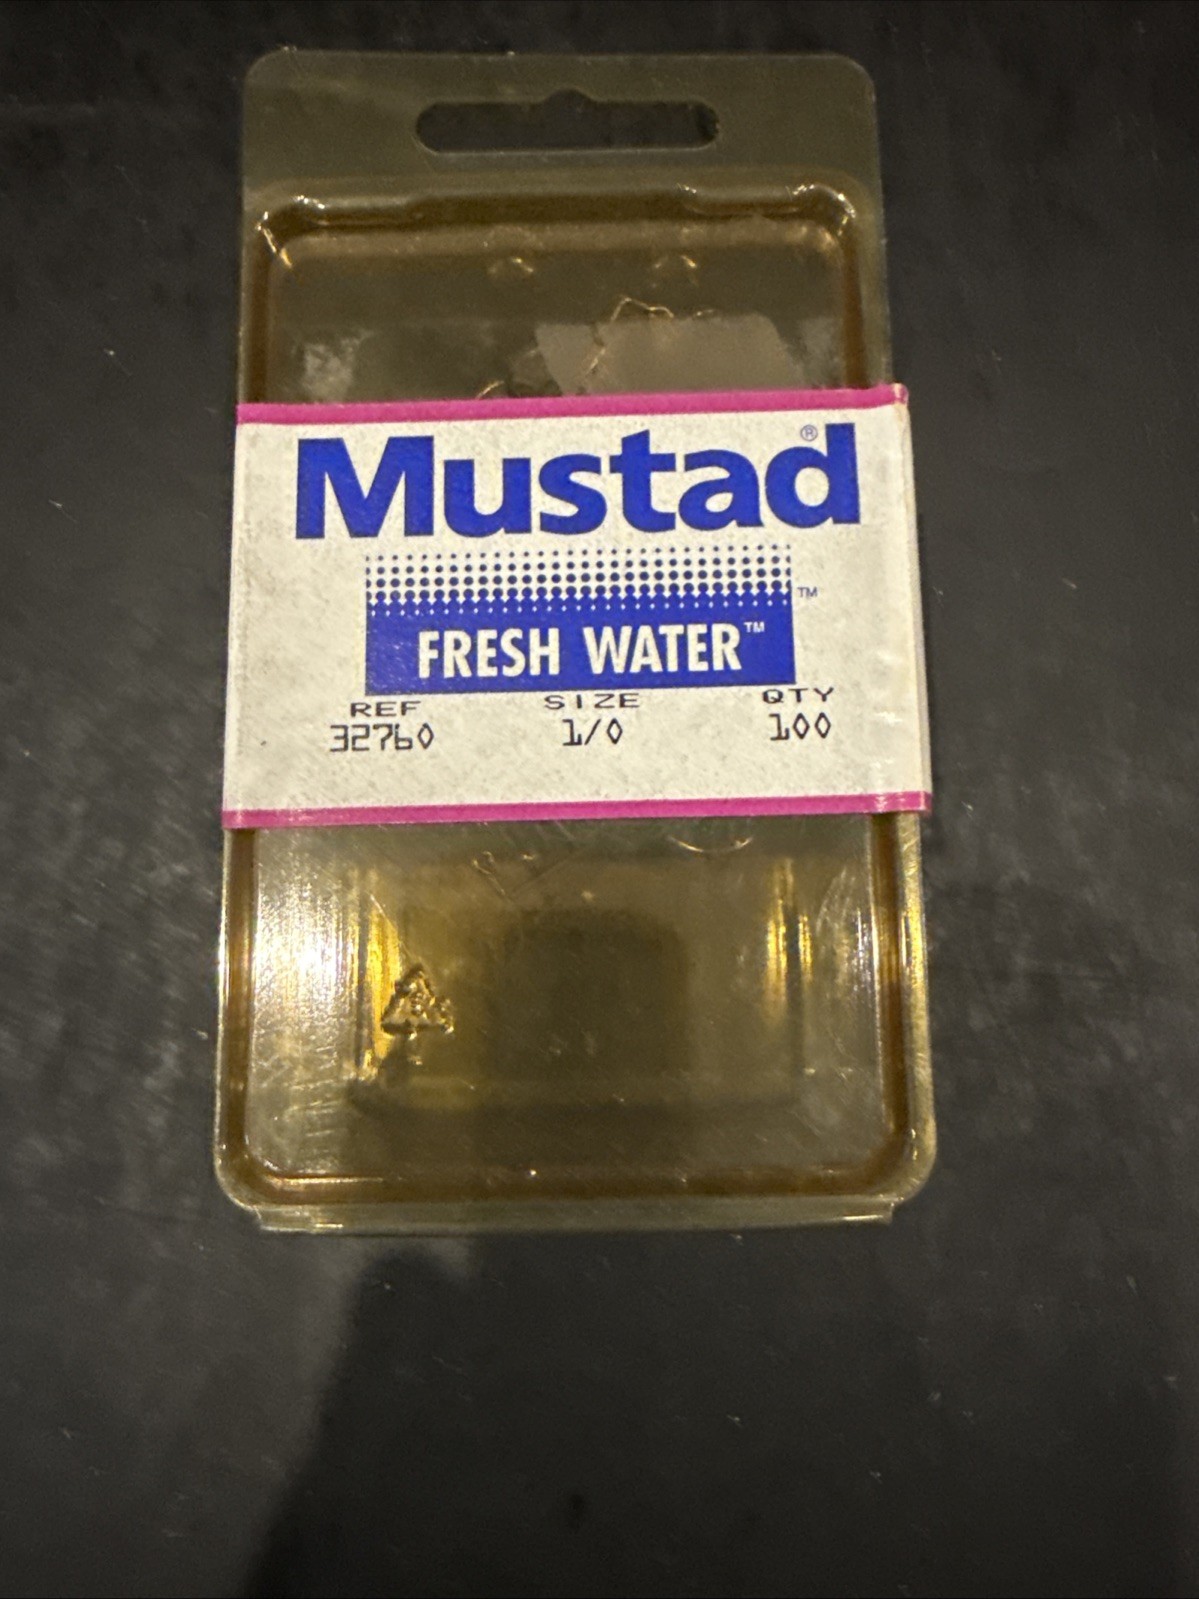 Mustad®
™
FRESH WATER™
REF SIZE QTY
32760 1/0 100